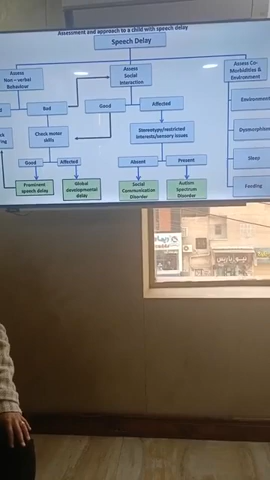 Assessment and approach to a child with speech delay
Speech Delay
Assess
Non – verbal
Behaviour
Assess
Social
Interaction
Assess Co-
Morbidities &
Environment
Bad
Good
Affected
Environment
Check motor
skills
Stereotypy/restricted
interests/sensory issues
Dysmorphism
Good
Affected
Absent
Present
Sleep
Prominent
speech delay
Global
developmental
delay
Social
Communication
Disorder
Autism
Spectrum
Disorder
Feeding